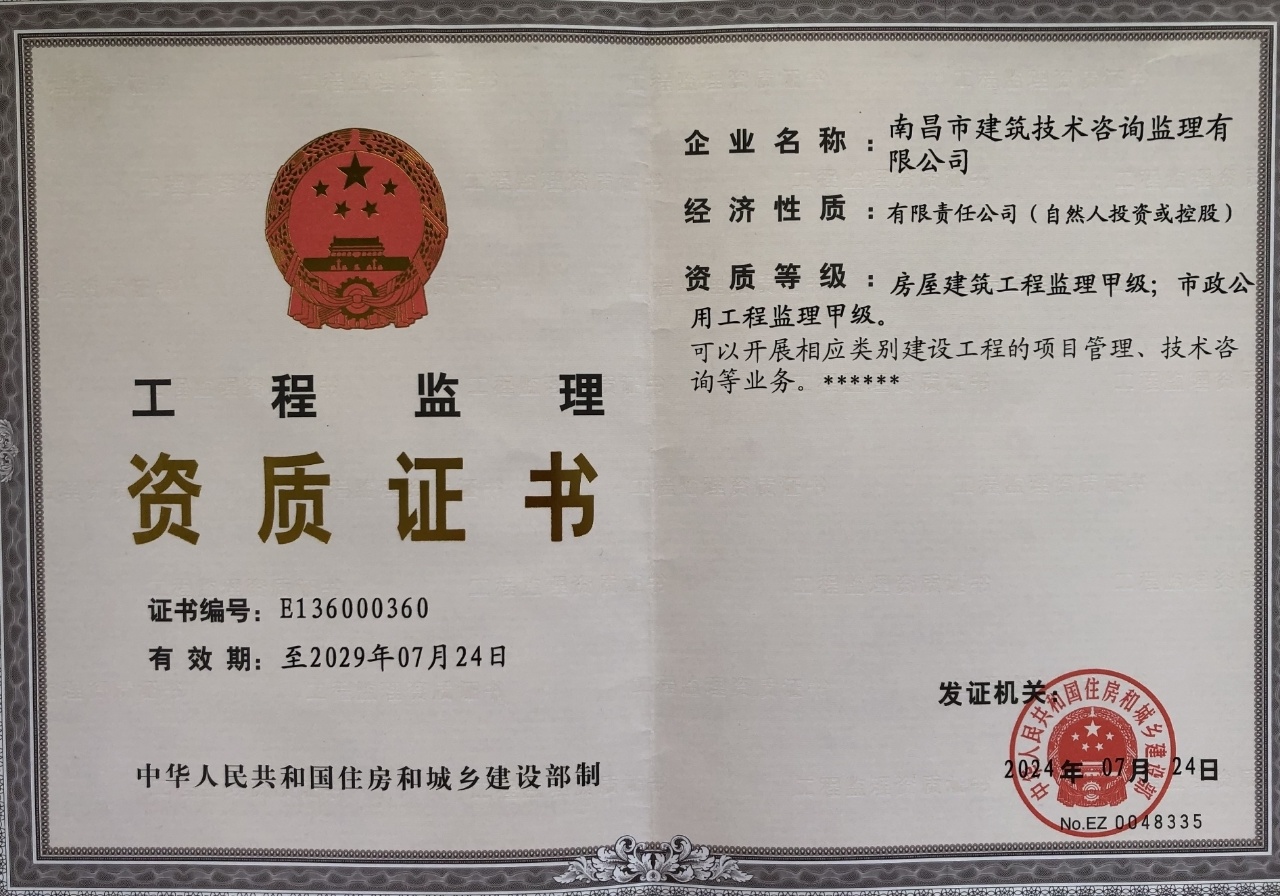 工程监理
资质证书
证书编号：E136000360
有效期：至2029年07月24日
中华人民共和国住房和城乡建设部制
企业名称：南昌市建筑技术咨询监理有
限公司
经济性质：有限责任公司（自然人投资或控股）
资质等级：房屋建筑工程监理甲级；市政公
用工程监理甲级。
可以开展相应类别建设工程的项目管理、技术咨
询等业务。******
发证机关：
中华人民共和国住房和城乡建设部
2024年07月24日
No.EZ 0048335